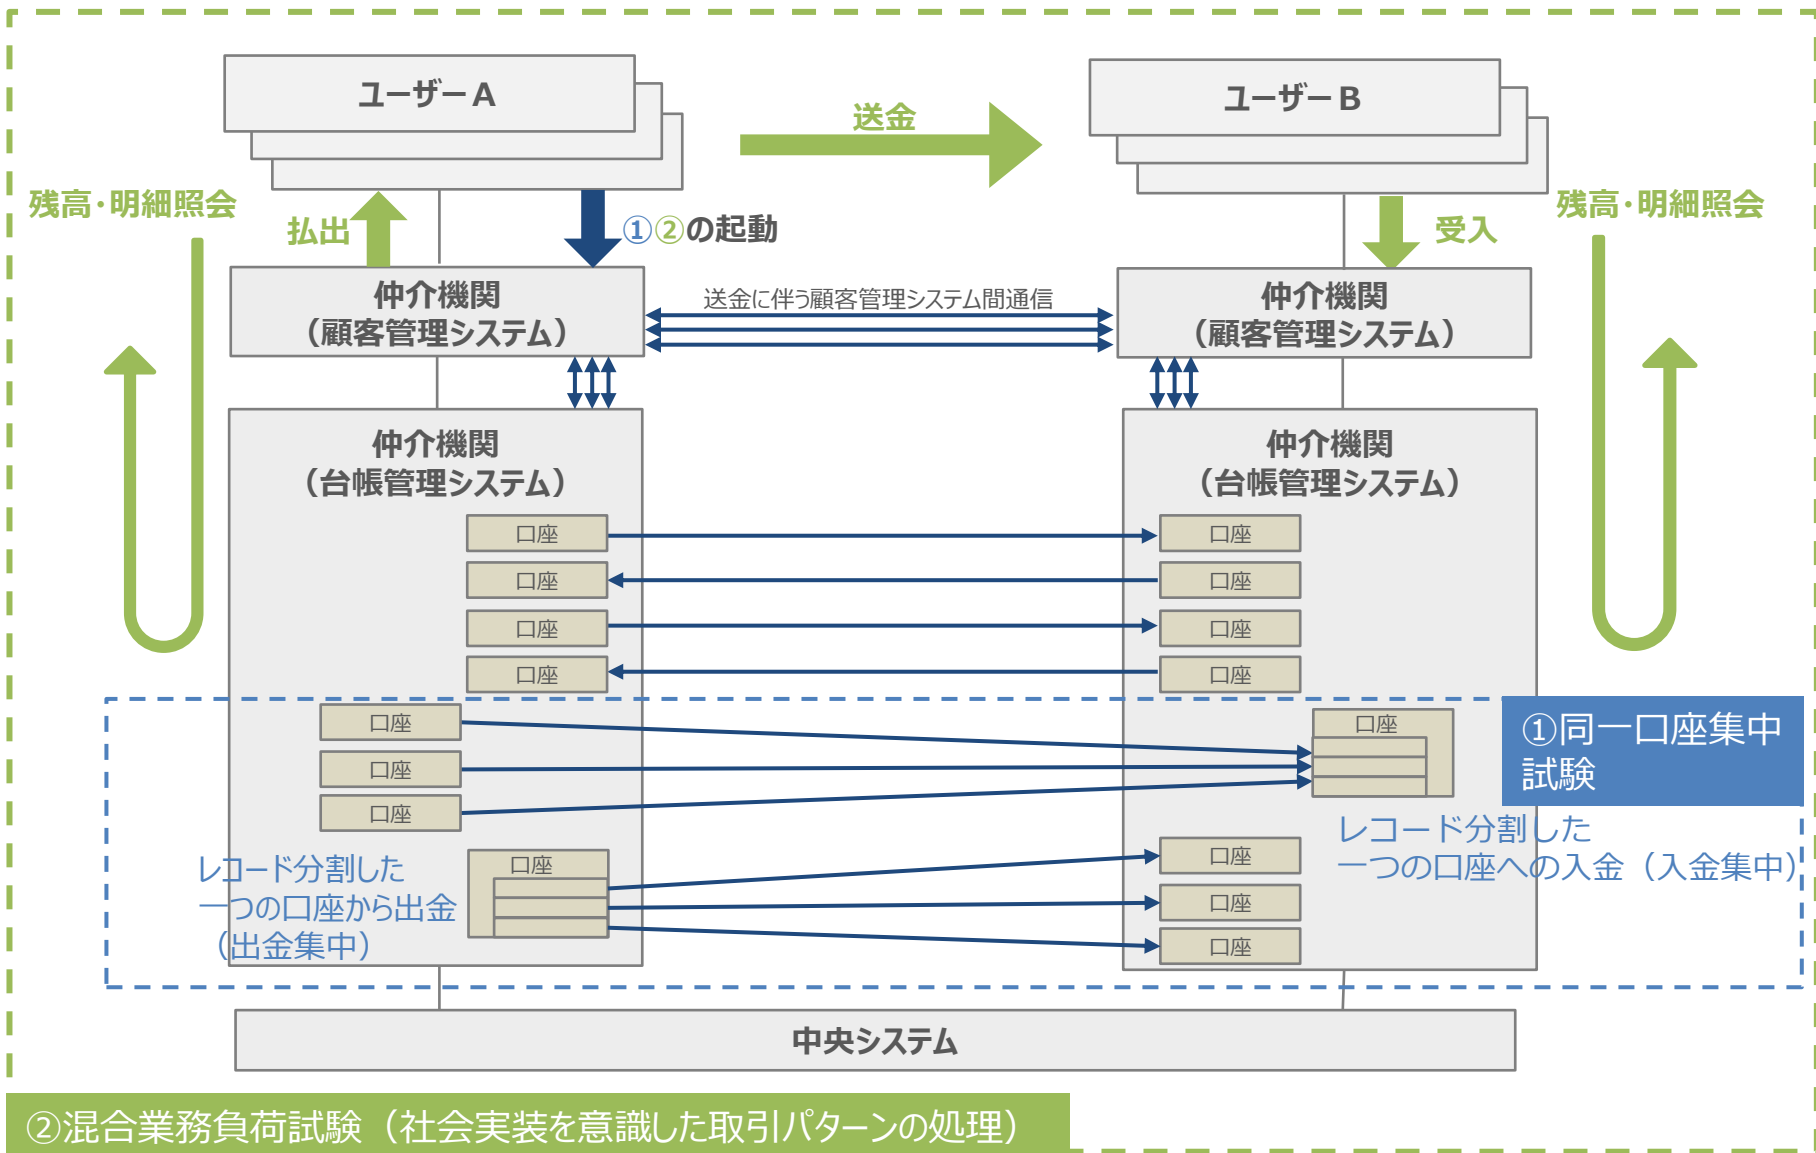 ユーザーA
ユーザーB
送金
残高・明細照会
払出
①②の起動
受入
残高・明細照会
仲介機関
（顧客管理システム）
送金に伴う顧客管理システム間通信
仲介機関
（顧客管理システム）
仲介機関
（台帳管理システム）
仲介機関
（台帳管理システム）
口座
口座
口座
口座
口座
口座
口座
口座
口座
口座
口座
口座
①同一口座集中
試験
レコード分割した
一つの口座への入金（入金集中）
レコード分割した
一つの口座から出金
（出金集中）
口座
口座
口座
口座
中央システム
②混合業務負荷試験（社会実装を意識した取引パターンの処理）